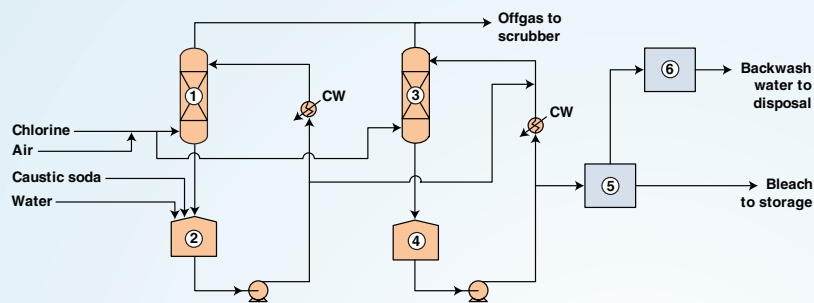 Offgas to
scrubber
1
3
6
CW
CW
Backwash
water to
disposal
Chlorine
Air
Caustic soda
Water
5
Bleach
to storage
2
4